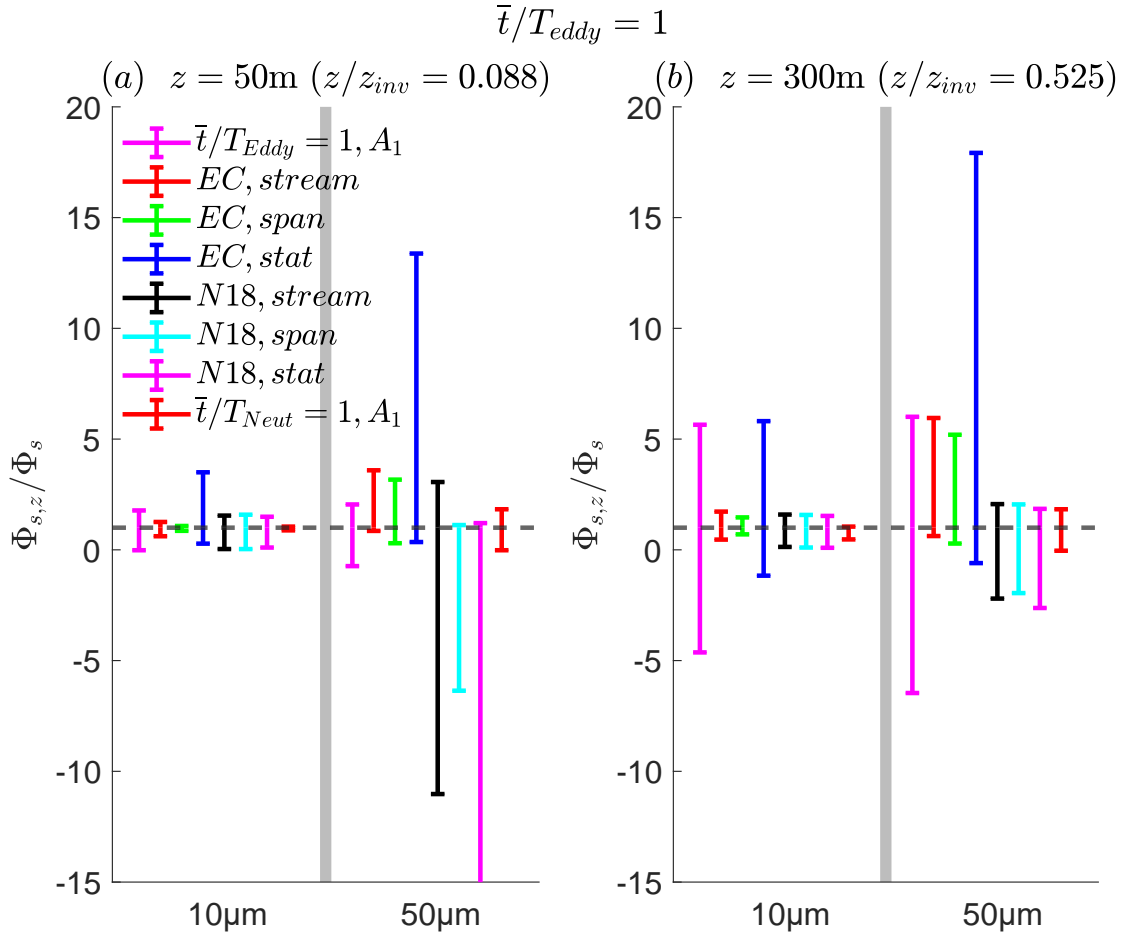 t̅/T_eddy = 1
(a) z = 50m (z/z_inv = 0.088)
(b) z = 300m (z/z_inv = 0.525)
Φ_s,z/Φ_s
20
15
10
5
0
-5
-10
-15
t̅/T_Eddy = 1, A_1
EC, stream
EC, span
EC, stat
N18, stream
N18, span
N18, stat
t̅/T_Neut = 1, A_1
10μm
50μm
Φ_s,z/Φ_s
20
15
10
5
0
-5
-10
-15
10μm
50μm